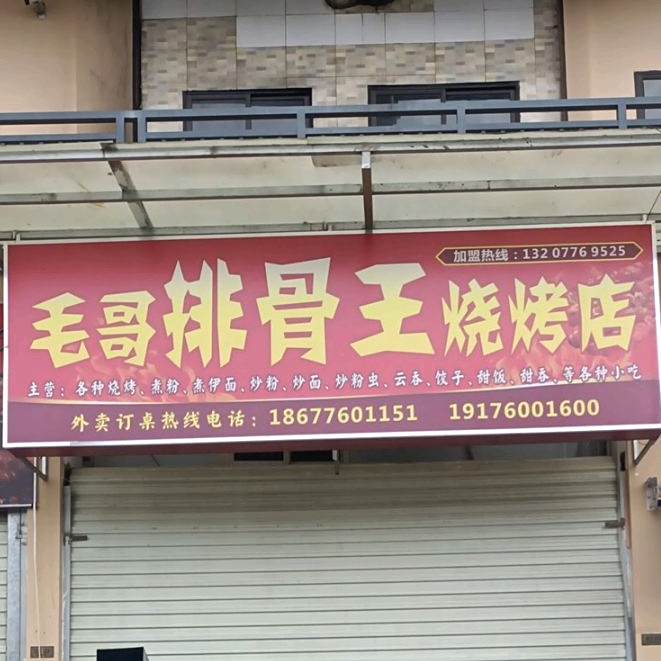 加盟热线：132 0776 9525
毛哥排骨王烧烤店
主营：各种烧烤、煮粉、煮伊面、炒粉、炒面、炒粉虫、云吞、饺子、甜饭、甜吞、等各种小吃
外卖订桌热线电话：18677601151 19176001600